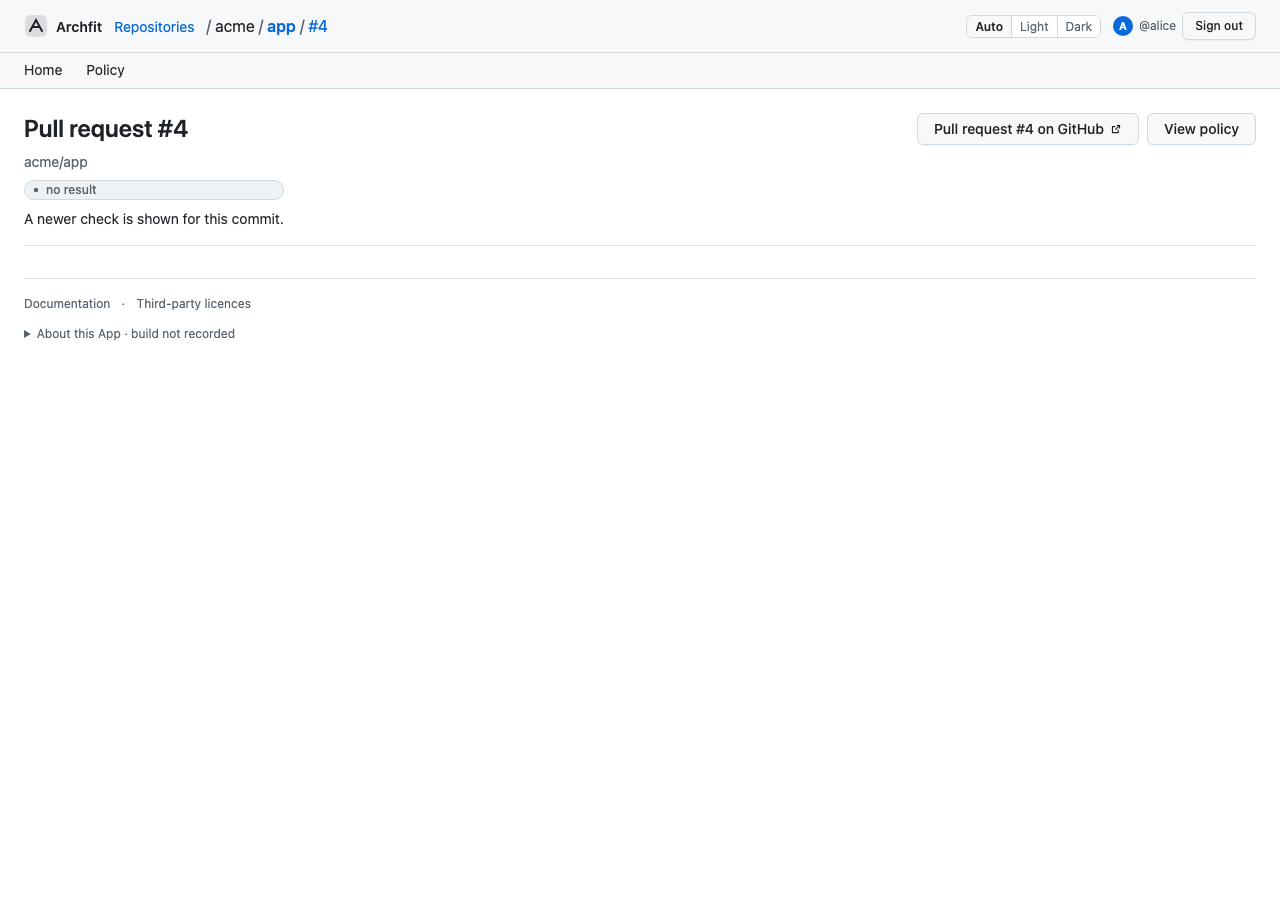 Archfit Repositories / acme / app / #4 Auto Light Dark A @alice Sign out
Home Policy
Pull request #4 Pull request #4 on GitHub View policy
acme/app
• no result
A newer check is shown for this commit.
Documentation · Third-party licences
About this App · build not recorded